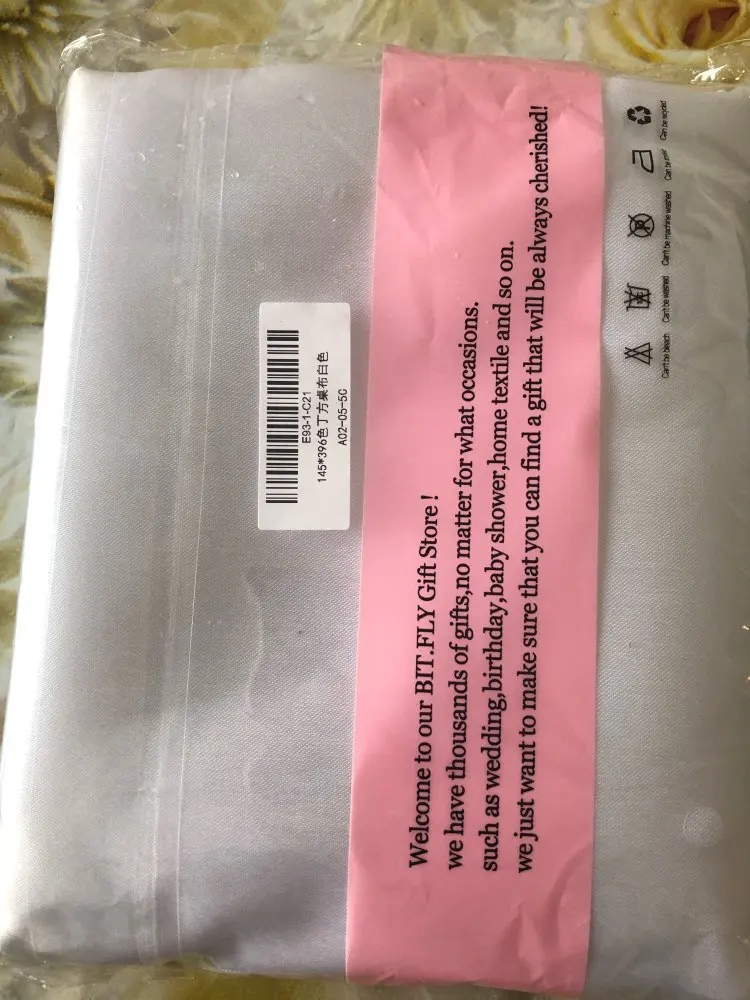 Welcome to our BIT.FLY Gift Store !
we have thousands of gifts,no matter for what occasions.
such as wedding,birthday,baby shower,home textile and so on.
we just want to make sure that you can find a gift that will be always cherished!
E93-1-C21
145*396色丁方桌布白色
A02-05-5C
Can't be bleach
Can't be washed
Can't be machine washed
Can be
Can be recycled